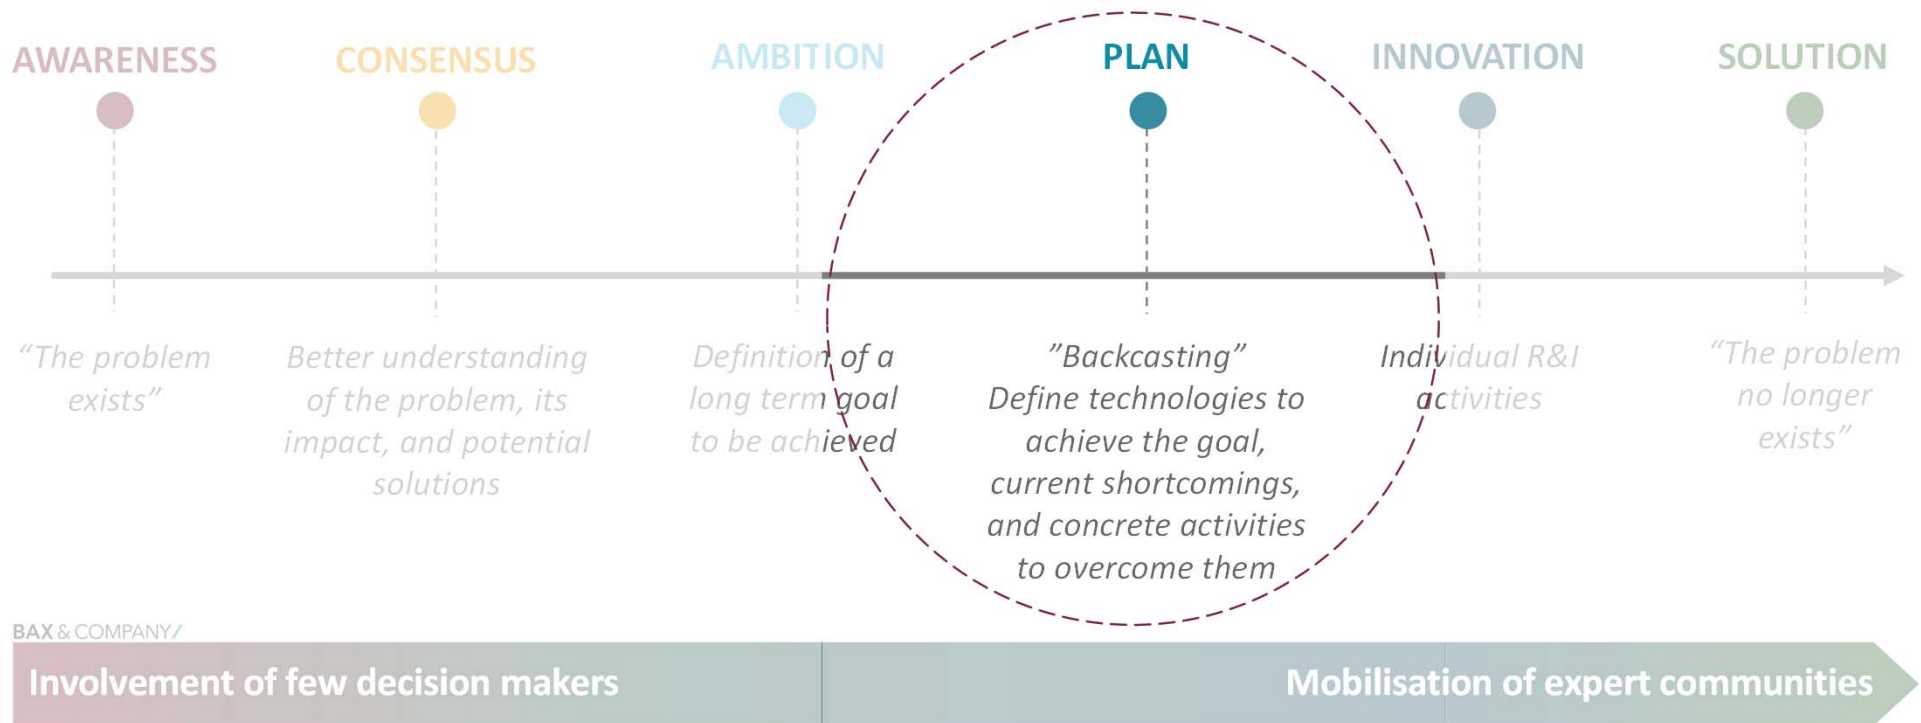 AWARENESS
CONSENSUS
AMBITION
PLAN
INNOVATION
SOLUTION
“The problem
exists”
Better understanding
of the problem, its
impact, and potential
solutions
Definition of a
long term goal
to be achieved
”Backcasting”
Define technologies to
achieve the goal,
current shortcomings,
and concrete activities
to overcome them
Individual R&I
activities
“The problem
no longer
exists”
BAX & COMPANY/
Involvement of few decision makers
Mobilisation of expert communities